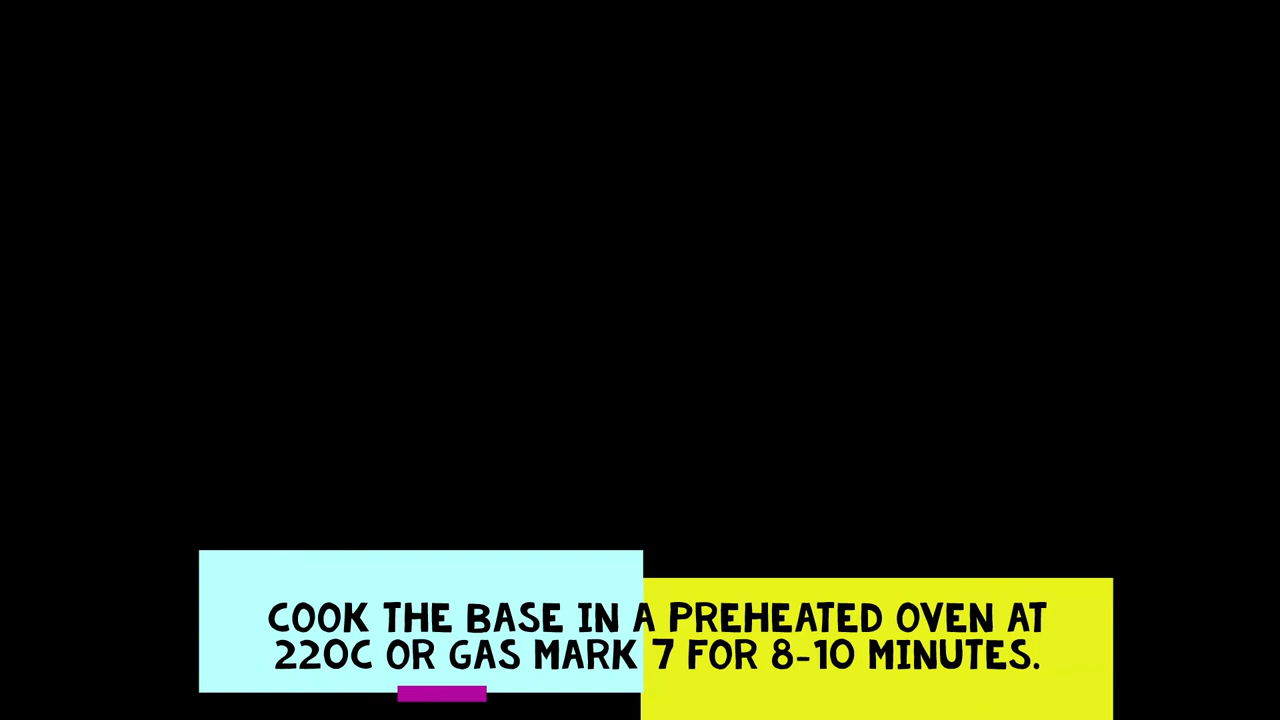 COOK THE BASE IN A PREHEATED OVEN AT
220C OR GAS MARK 7 FOR 8-10 MINUTES.